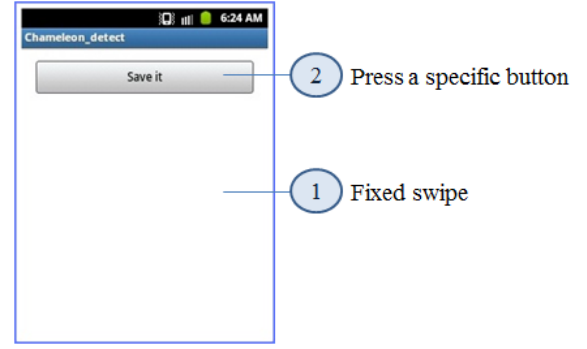 6:24 AM
Chameleon_detect
Save it
2 Press a specific button
1 Fixed swipe